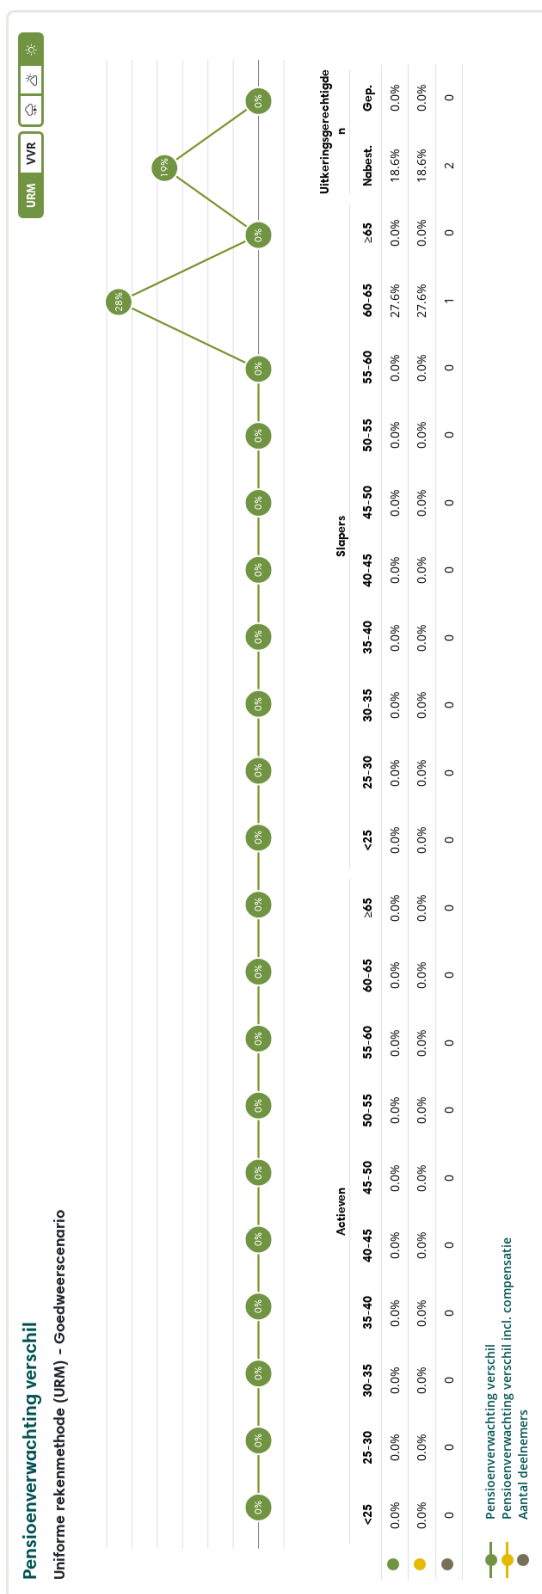 Pensioenverwachting verschil
Uniforme rekenmethode (URM) - Goedweerscenario
URM VVR
0% 0% 0% 0% 0% 0% 0% 0% 0% 0% 0% 0% 0% 0% 0% 0% 0% 0% 28% 0% 19% 0%
Actieven Slapers Uitkeringsgerechtigde
n
<25 25-30 30-35 35-40 40-45 45-50 50-55 55-60 60-65 ≥65 <25 25-30 30-35 35-40 40-45 45-50 50-55 55-60 60-65 ≥65 Nabest. Gep.
0.0% 0.0% 0.0% 0.0% 0.0% 0.0% 0.0% 0.0% 0.0% 0.0% 0.0% 0.0% 0.0% 0.0% 0.0% 0.0% 0.0% 0.0% 27.6% 0.0% 18.6% 0.0%
0.0% 0.0% 0.0% 0.0% 0.0% 0.0% 0.0% 0.0% 0.0% 0.0% 0.0% 0.0% 0.0% 0.0% 0.0% 0.0% 0.0% 0.0% 27.6% 0.0% 18.6% 0.0%
0 0 0 0 0 0 0 0 0 0 0 0 0 0 0 0 0 0 1 0 2 0
Pensioenverwachting verschil
Pensioenverwachting verschil incl. compensatie
Aantal deelnemers